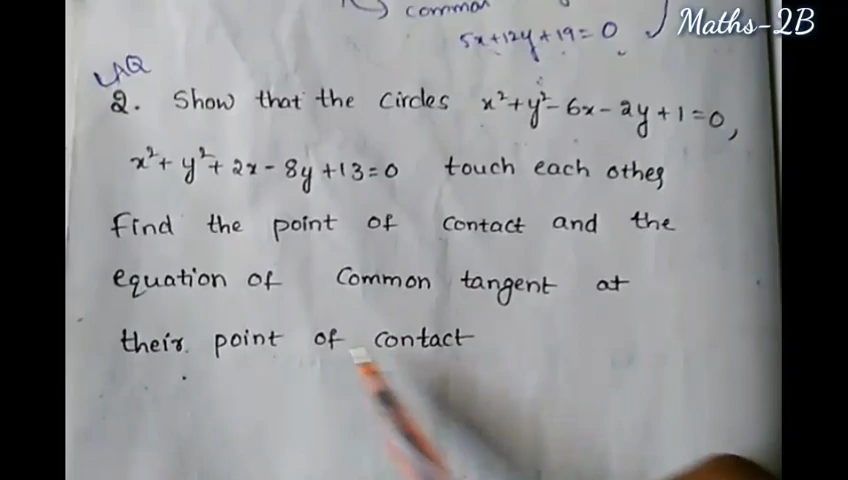 common
5x+12y+19=0
Maths-2B
LAQ
2. Show that the circles x²+y²-6x-2y+1=0,
x²+y²+2x-8y+13=0 touch each other,
Find the point of contact and the
equation of common tangent at
their point of contact